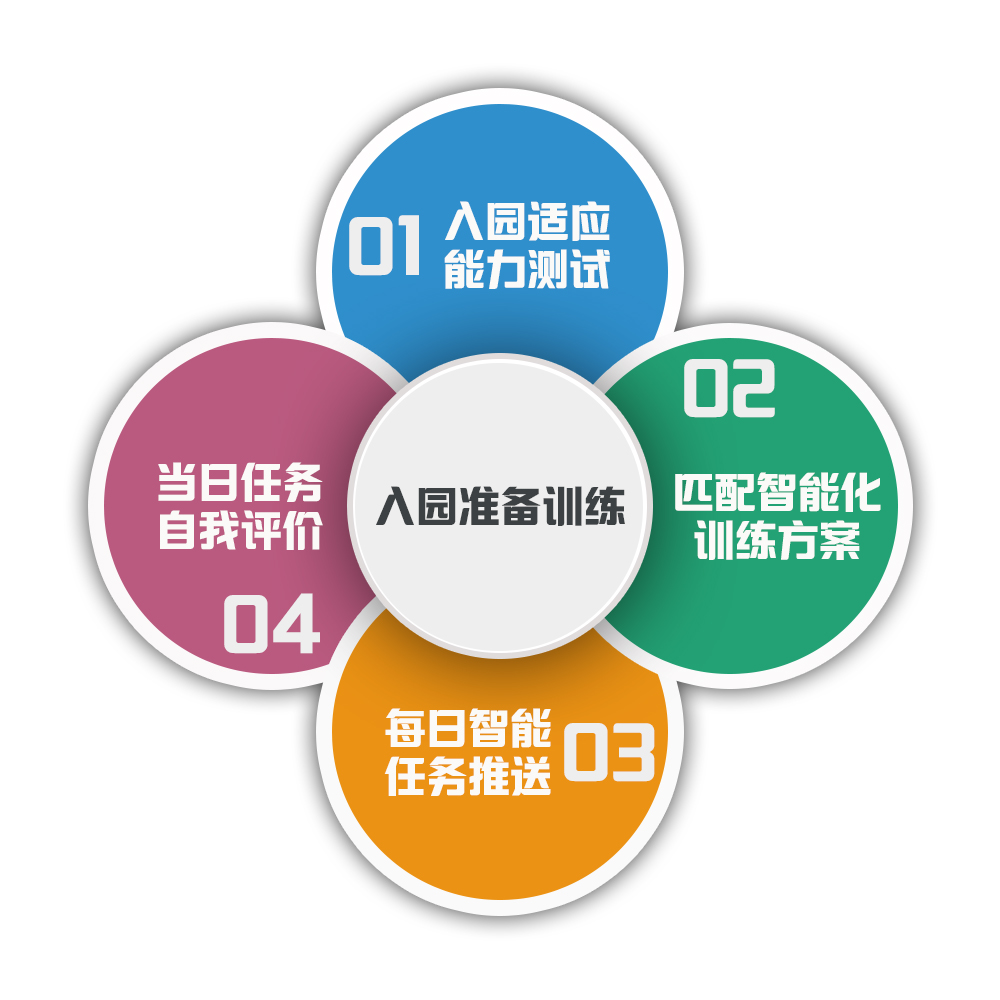 01
入园适应
能力测试
02
匹配智能化
训练方案
入园准备训练
当日任务
自我评价
04
每日智能
任务推送
03